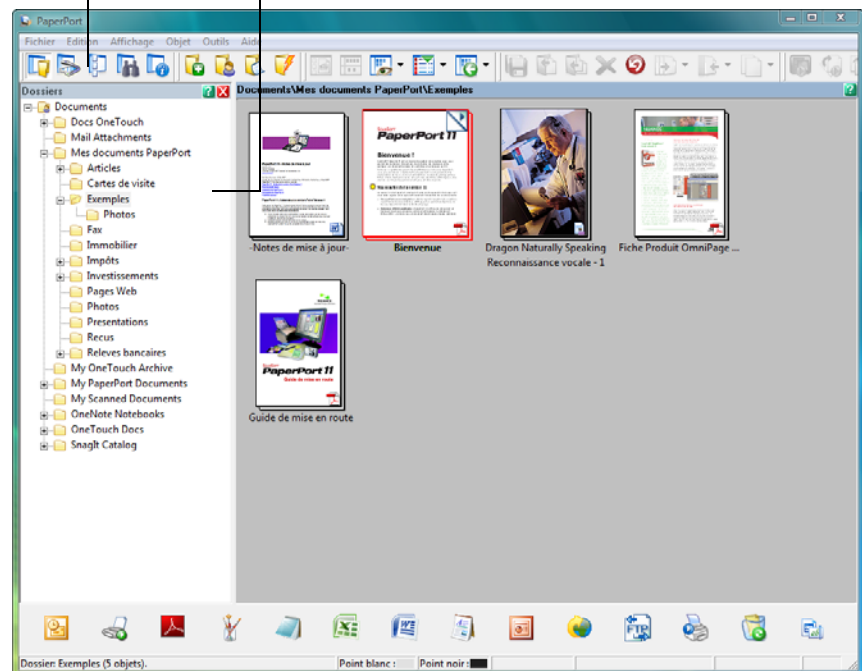 PaperPort
Fichier Edition Affichage Objet Outils Aide
Dossiers
Documents\Mes documents PaperPort\Exemples
Documents
Docs OneTouch
Mail Attachments
Mes documents PaperPort
Articles
Cartes de visite
Exemples
Photos
Fax
Immobilier
Impôts
Investissements
Pages Web
Photos
Presentations
Recus
Releves bancaires
My OneTouch Archive
My PaperPort Documents
My Scanned Documents
OneNote Notebooks
OneTouch Docs
SnagIt Catalog
PaperPort 11
Bienvenue !
-Notes de mise à jour-
Bienvenue
Dragon Naturally Speaking
Reconnaissance vocale - 1
Fiche Produit OmniPage ...
PaperPort 11
Guide de mise en route
Guide de mise en route
FTP
Dossier: Exemples (5 objets).
Point blanc :
Point noir :